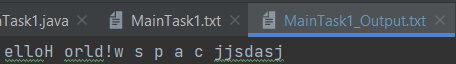 Task1.java MainTask1.txt MainTask1_Output.txt
elloH orld!w s p a c jjsdasj